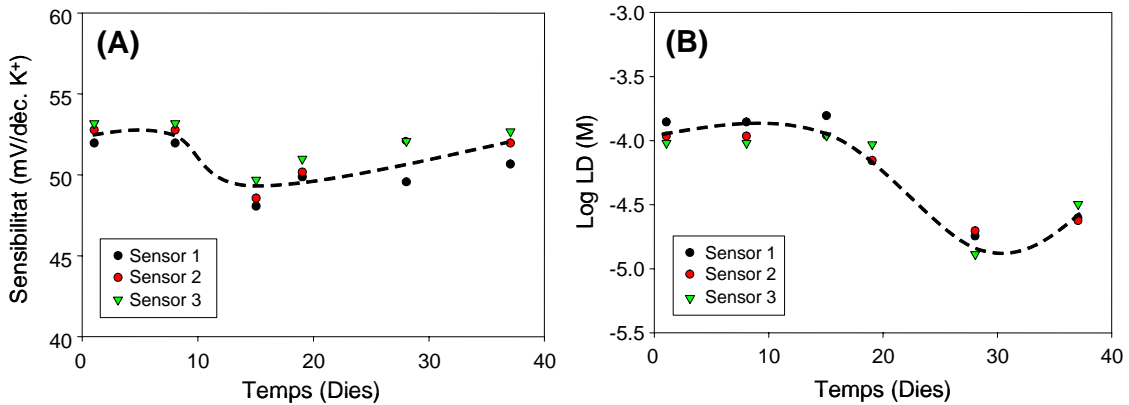 (A)
Sensibilitat (mV/dèc. K+)
60
55
50
45
40
Sensor 1
Sensor 2
Sensor 3
0 10 20 30 40
Temps (Dies)
(B)
Log LD (M)
-3.0
-3.5
-4.0
-4.5
-5.0
-5.5
Sensor 1
Sensor 2
Sensor 3
0 10 20 30 40
Temps (Dies)